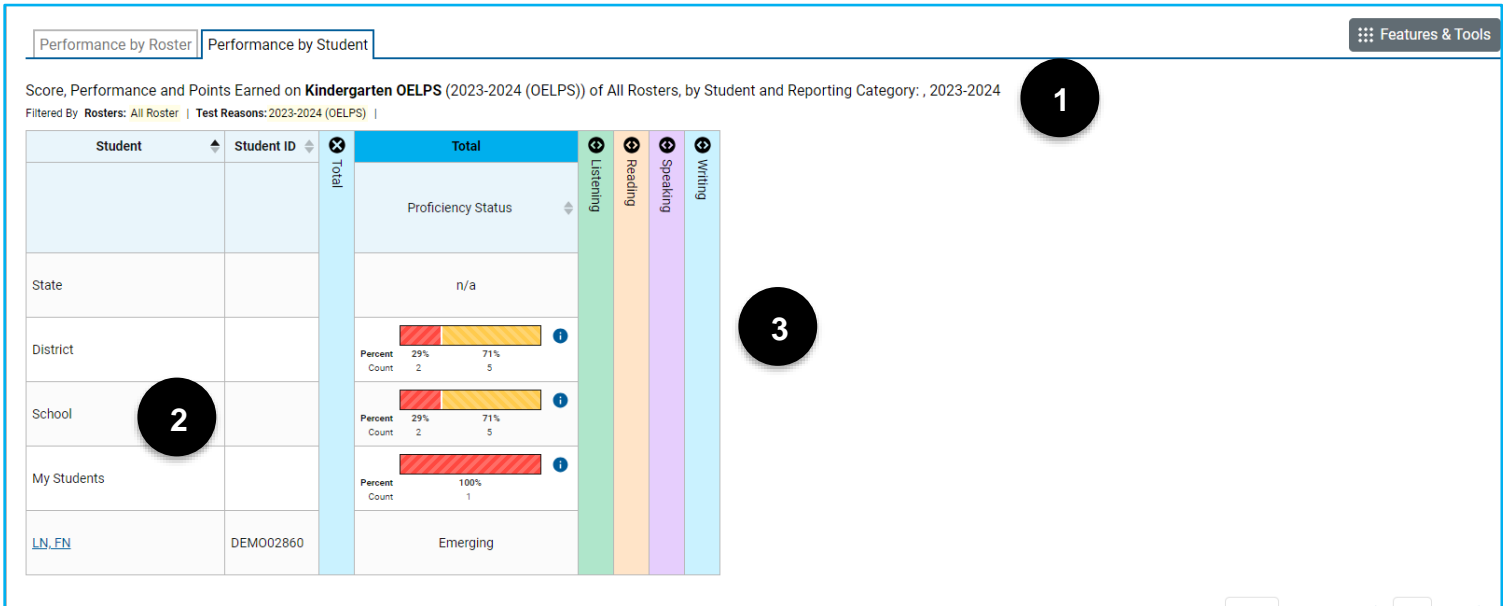 Performance by Roster
Performance by Student
Features & Tools
Score, Performance and Points Earned on Kindergarten OELPS (2023-2024 (OELPS)) of All Rosters, by Student and Reporting Category: , 2023-2024
1
Filtered By Rosters: All Roster | Test Reasons: 2023-2024 (OELPS) |
Student Student ID Total Total Listening Reading Speaking Writing
Proficiency Status
State n/a
3
District
Percent 29% 71%
Count 2 5
School
2
Percent 29% 71%
Count 2 5
My Students
Percent 100%
Count 1
LN, FN DEMO02860 Emerging